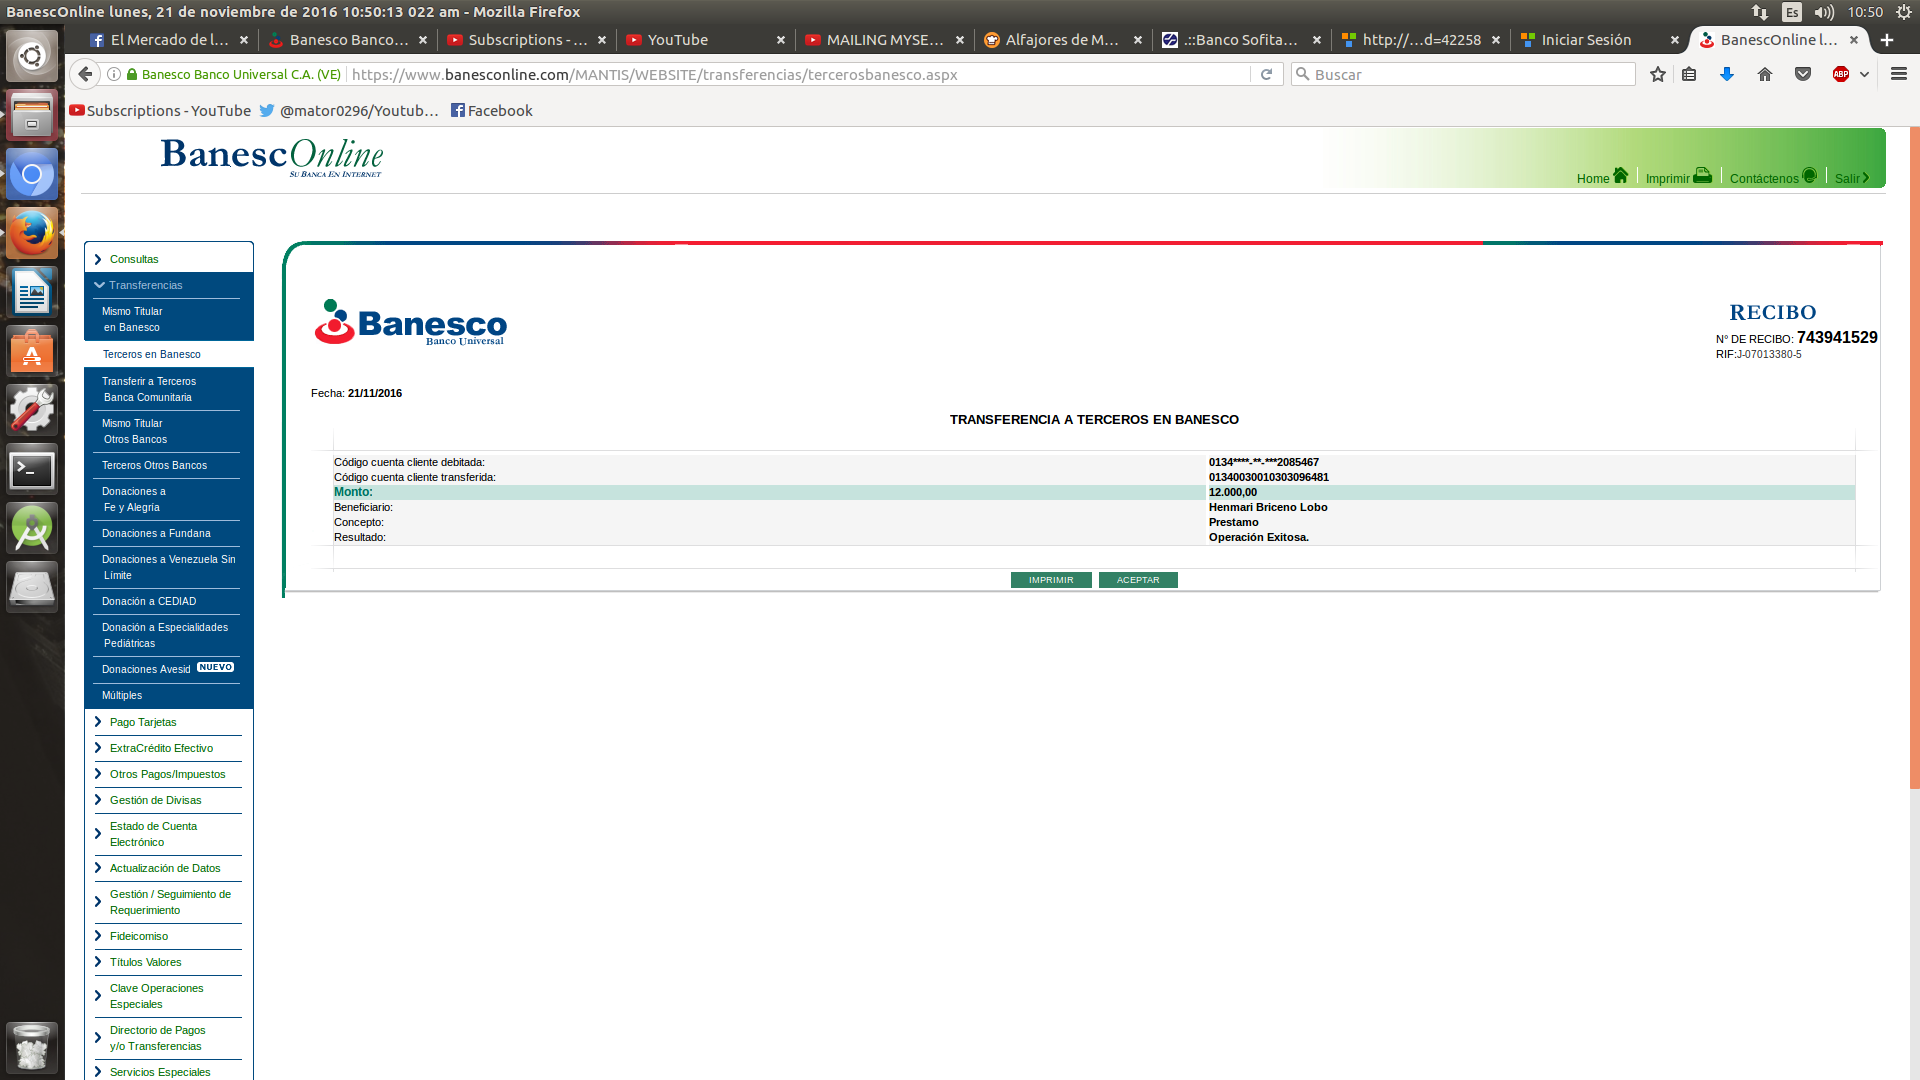 BanescOnline lunes, 21 de noviembre de 2016 10:50:13 022 am - Mozilla Firefox
Es
10:50
El Mercado de l...
Banesco Banco...
Subscriptions - ...
YouTube
MAILING MYSE...
Alfajores de M...
.::Banco Sofita...
http://...d=42258
Iniciar Sesión
BanescOnline l...
Banesco Banco Universal C.A. (VE)
https://www.banesconline.com/MANTIS/WEBSITE/transferencias/tercerosbanesco.aspx
Buscar
ABP
Subscriptions - YouTube
@mator0296/Youtub...
Facebook
BanescOnline
SU BANCA EN INTERNET
Home
Imprimir
Contáctenos
Salir
Consultas
Transferencias
Mismo Titular
en Banesco
Terceros en Banesco
Transferir a Terceros
Banca Comunitaria
Mismo Titular
Otros Bancos
Terceros Otros Bancos
Donaciones a
Fe y Alegría
Donaciones a Fundana
Donaciones a Venezuela Sin
Límite
Donación a CEDIAD
Donación a Especialidades
Pediátricas
Donaciones Avesid NUEVO
Múltiples
Pago Tarjetas
ExtraCrédito Efectivo
Otros Pagos/Impuestos
Gestión de Divisas
Estado de Cuenta
Electrónico
Actualización de Datos
Gestión / Seguimiento de
Requerimiento
Fideicomiso
Títulos Valores
Clave Operaciones
Especiales
Directorio de Pagos
y/o Transferencias
Servicios Especiales
Banesco
Banco Universal
RECIBO
N° DE RECIBO: 743941529
RIF:J-07013380-5
Fecha: 21/11/2016
TRANSFERENCIA A TERCEROS EN BANESCO
Código cuenta cliente debitada: 0134****-**-***2085467
Código cuenta cliente transferida: 01340030010303096481
Monto: 12.000,00
Beneficiario: Henmari Briceno Lobo
Concepto: Prestamo
Resultado: Operación Exitosa.
IMPRIMIR
ACEPTAR